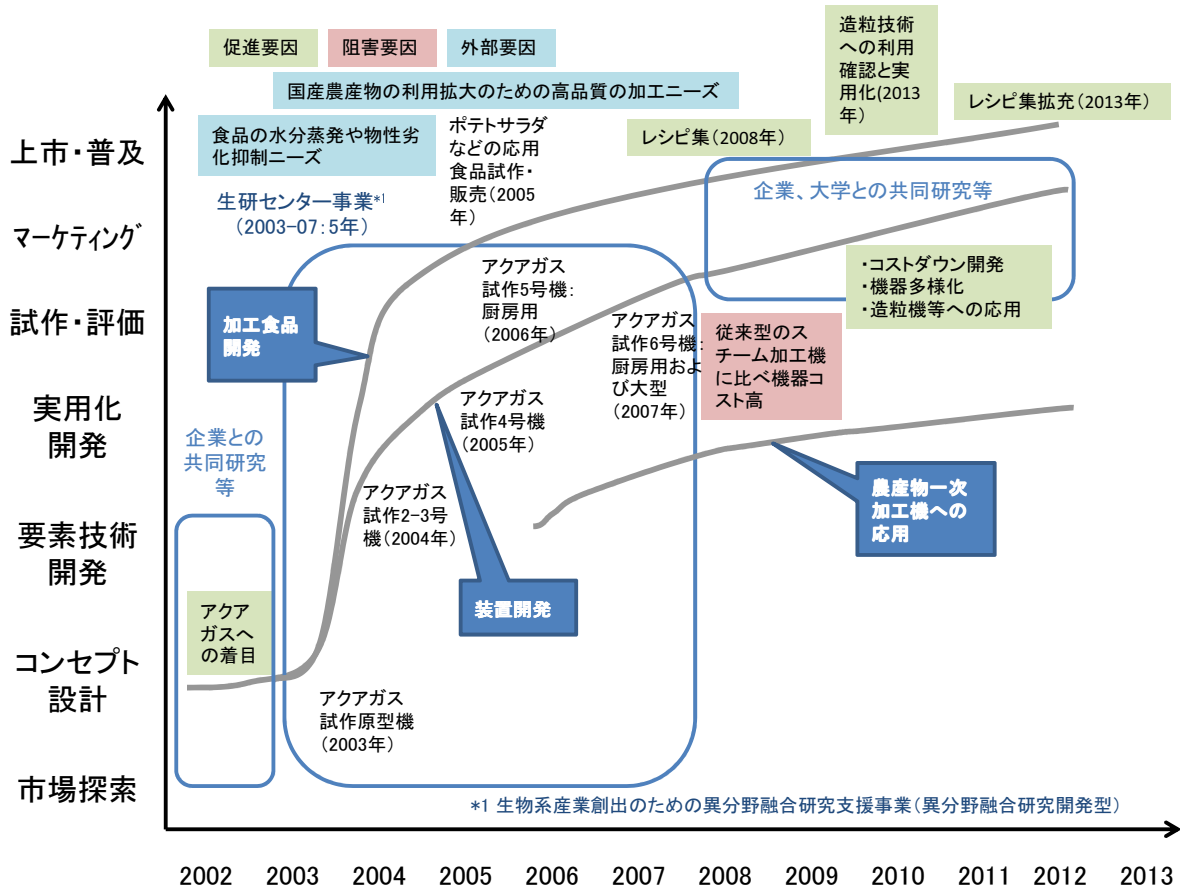 促進要因
阻害要因
外部要因
国産農産物の利用拡大のための高品質の加工ニーズ
食品の水分蒸発や物性劣
化抑制ニーズ
生研センター事業*1
（2003-07：5年）
ポテトサラダ
などの応用
食品試作・
販売（2005
年）
レシピ集（2008年）
造粒技術
への利用
確認と実
用化（2013
年）
レシピ集拡充（2013年）
企業、大学との共同研究等
・コストダウン開発
・機器多様化
・造粒機等への応用
上市・普及
マーケティング
試作・評価
実用化
開発
要素技術
開発
コンセプト
設計
市場探索
加工食品
開発
アクアガス
試作5号機：
厨房用
（2006年）
アクアガス
試作6号機：
厨房用およ
び大型
（2007年）
従来型のス
チーム加工機
に比べ機器コ
スト高
アクアガス
試作4号機
（2005年）
企業との
共同研究
等
アクアガス
試作2-3号
機（2004年）
農産物一次
加工機への
応用
装置開発
アクア
ガスへ
の着目
アクアガス
試作原型機
（2003年）
*1 生物系産業創出のための異分野融合研究支援事業（異分野融合研究開発型）
2002 2003 2004 2005 2006 2007 2008 2009 2010 2011 2012 2013